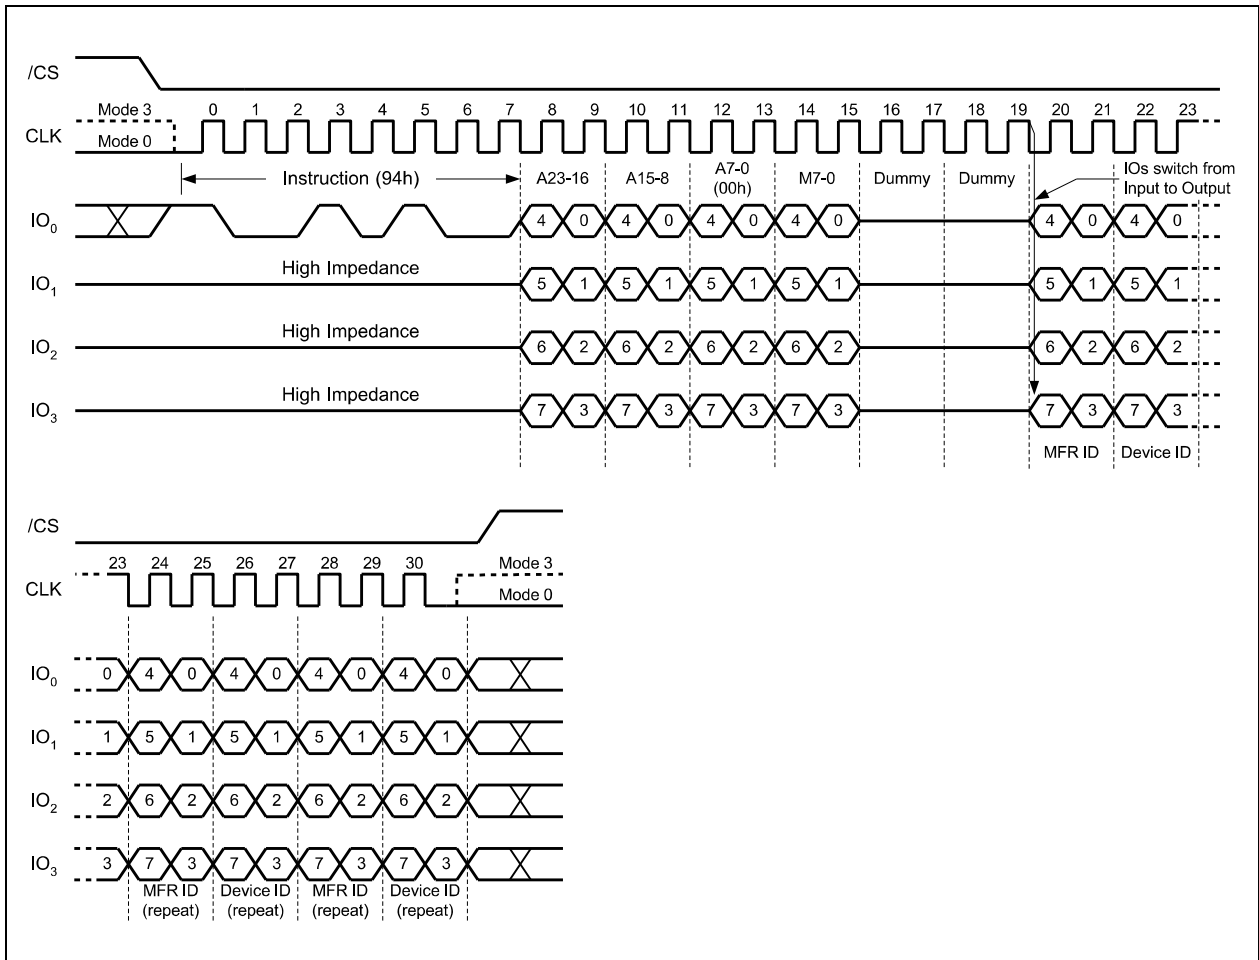 /CS
Mode 3 0 1 2 3 4 5 6 7 8 9 10 11 12 13 14 15 16 17 18 19 20 21 22 23
CLK
Mode 0
Instruction (94h) A23-16 A15-8 A7-0 (00h) M7-0 Dummy Dummy
IOs switch from
Input to Output
IO0 4 0 4 0 4 0 4 0 4 0 4 0
High Impedance
IO1 5 1 5 1 5 1 5 1 5 1 5 1
High Impedance
IO2 6 2 6 2 6 2 6 2 6 2 6 2
High Impedance
IO3 7 3 7 3 7 3 7 3 7 3 7 3
MFR ID Device ID
/CS
23 24 25 26 27 28 29 30 Mode 3
CLK
Mode 0
IO0 0 4 0 4 0 4 0 4 0
IO1 1 5 1 5 1 5 1 5 1
IO2 2 6 2 6 2 6 2 6 2
IO3 3 7 3 7 3 7 3 7 3
MFR ID Device ID MFR ID Device ID
(repeat) (repeat) (repeat) (repeat)